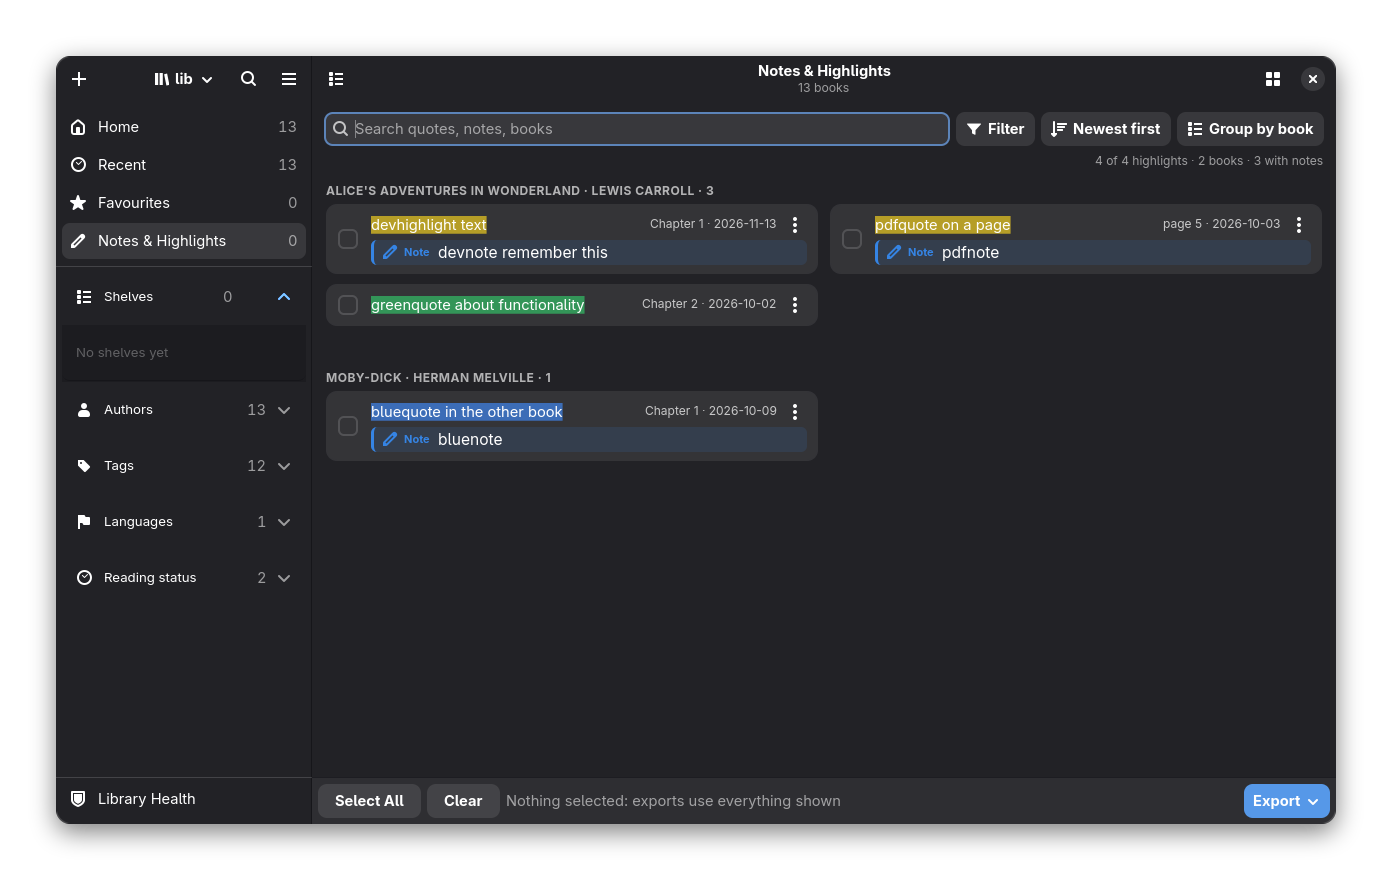 lib
Home 13
Recent 13
Favourites 0
Notes & Highlights 0
Shelves 0
No shelves yet
Authors 13
Tags 12
Languages 1
Reading status 2
Library Health
Notes & Highlights
13 books
Search quotes, notes, books
Filter
Newest first
Group by book
4 of 4 highlights · 2 books · 3 with notes
ALICE'S ADVENTURES IN WONDERLAND · LEWIS CARROLL · 3
devhighlight text Chapter 1 · 2026-11-13
Note devnote remember this
pdfquote on a page page 5 · 2026-10-03
Note pdfnote
greenquote about functionality Chapter 2 · 2026-10-02
MOBY-DICK · HERMAN MELVILLE · 1
bluequote in the other book Chapter 1 · 2026-10-09
Note bluenote
Select All
Clear
Nothing selected: exports use everything shown
Export